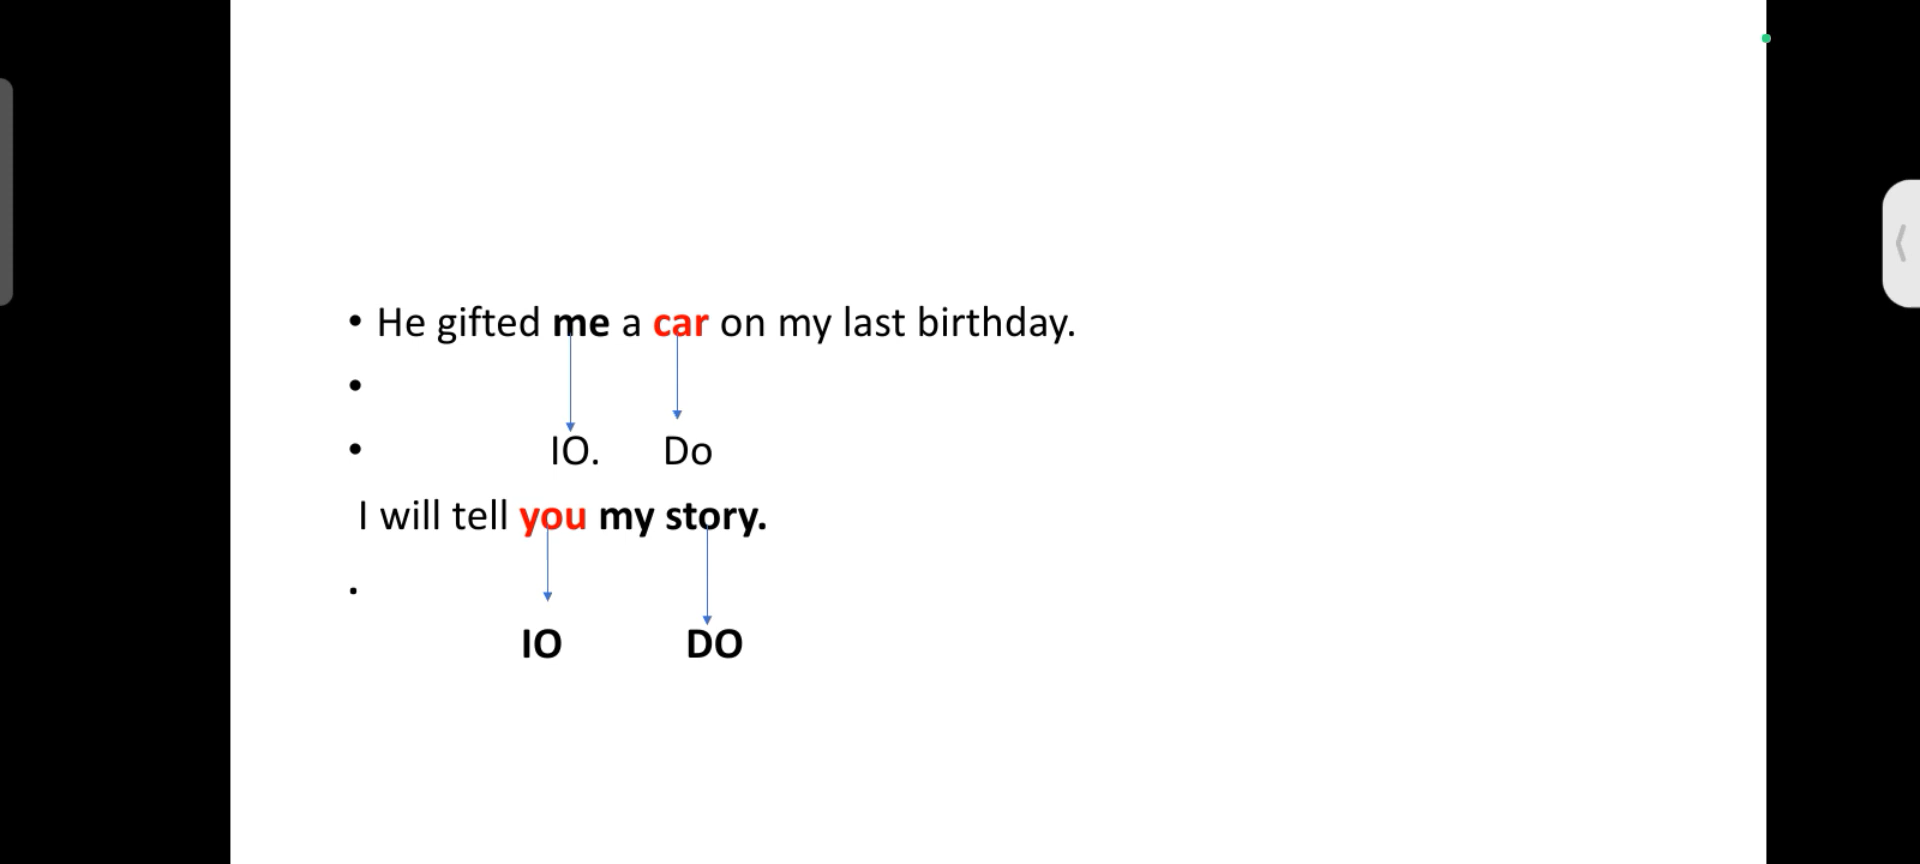 • He gifted me a car on my last birthday.
•
• IO. Do
I will tell you my story.
.
IO DO